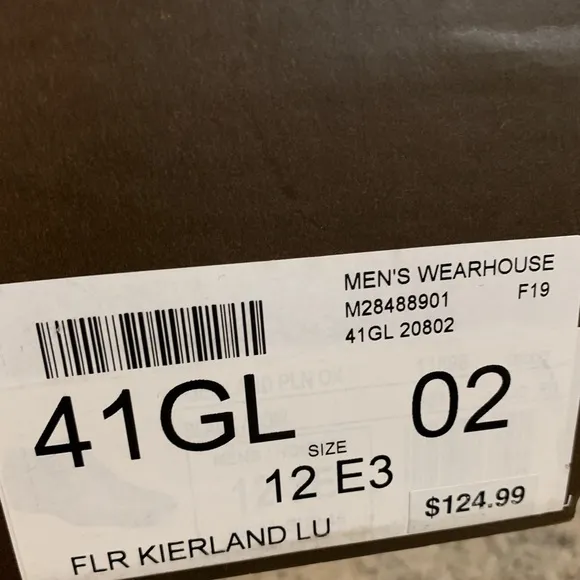 MEN'S WEARHOUSE
M28488901 F19
41GL 20802
41GL 02
SIZE
12 E3
$124.99
FLR KIERLAND LU